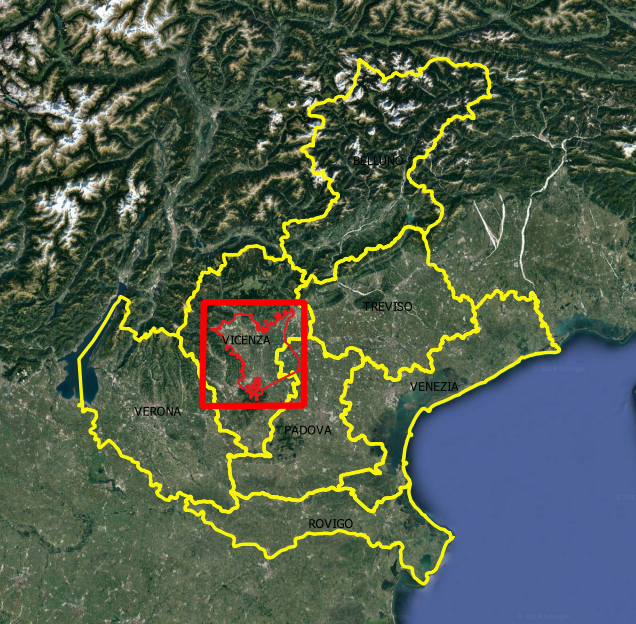 BELLUNO
TREVISO
VICENZA
VENEZIA
VERONA
PADOVA
ROVIGO